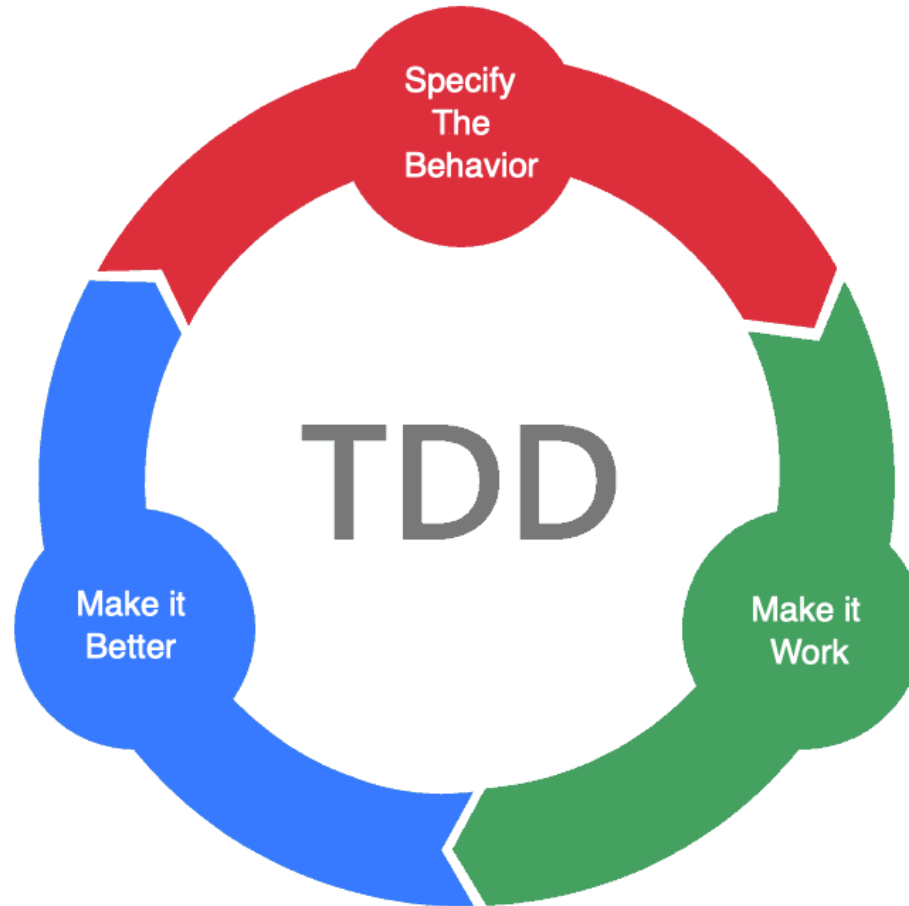 Specify
The
Behavior
TDD
Make it
Better
Make it
Work